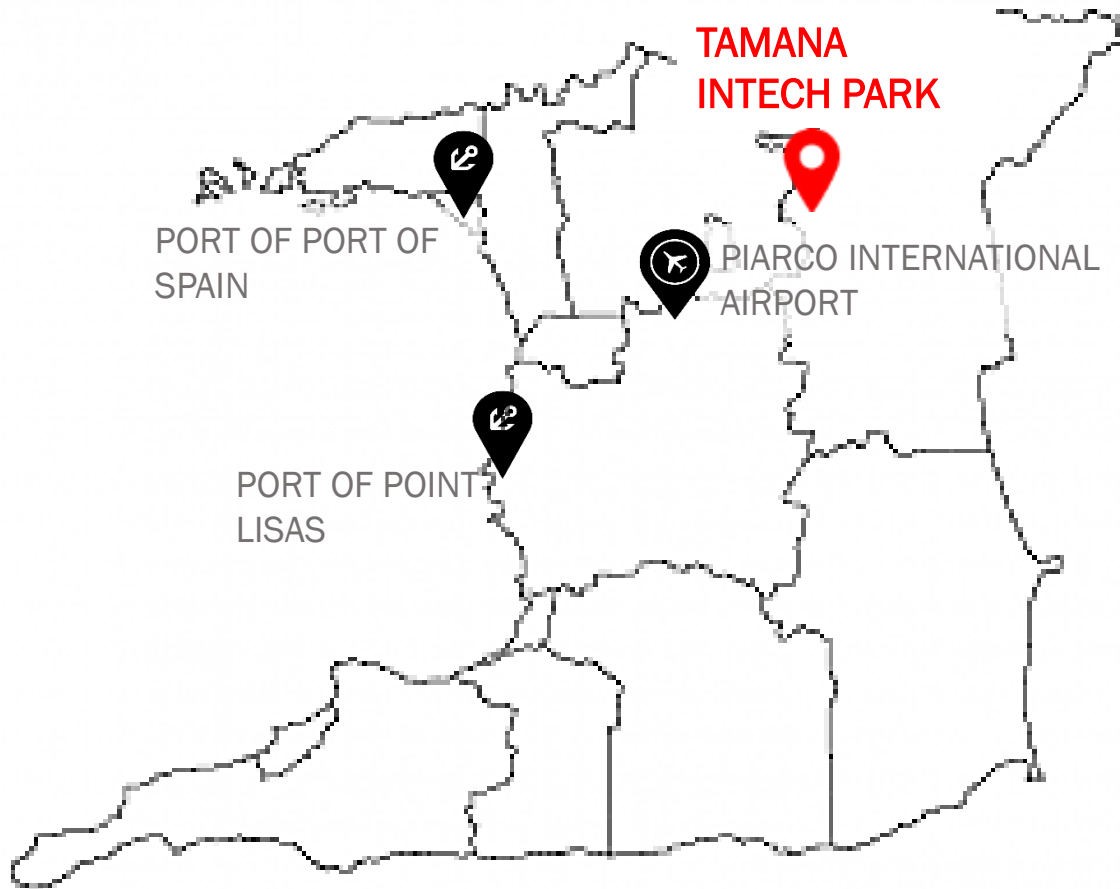 TAMANA
INTECH PARK
PORT OF PORT OF
SPAIN
PIARCO INTERNATIONAL
AIRPORT
PORT OF POINT
LISAS